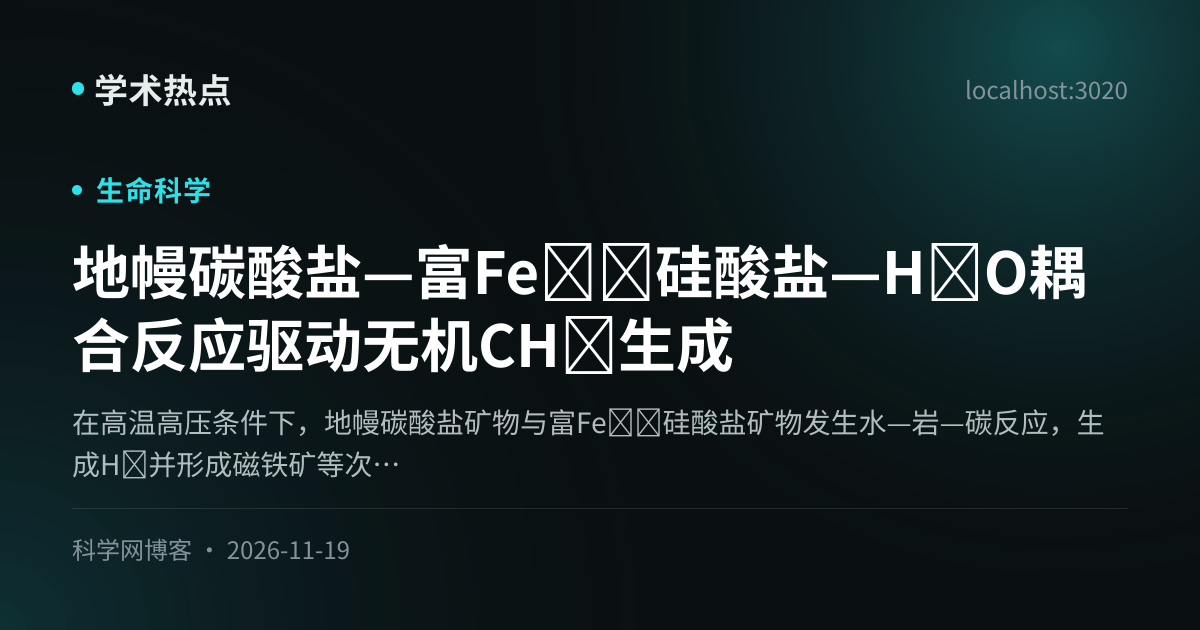 学术热点
localhost:3020
生命科学
地幔碳酸盐—富Fe☒☒硅酸盐—H☒O耦
合反应驱动无机CH☒生成
在高温高压条件下，地幔碳酸盐矿物与富Fe☒☒硅酸盐矿物发生水—岩—碳反应，生
成H☒并形成磁铁矿等次…
科学网博客 • 2026-11-19